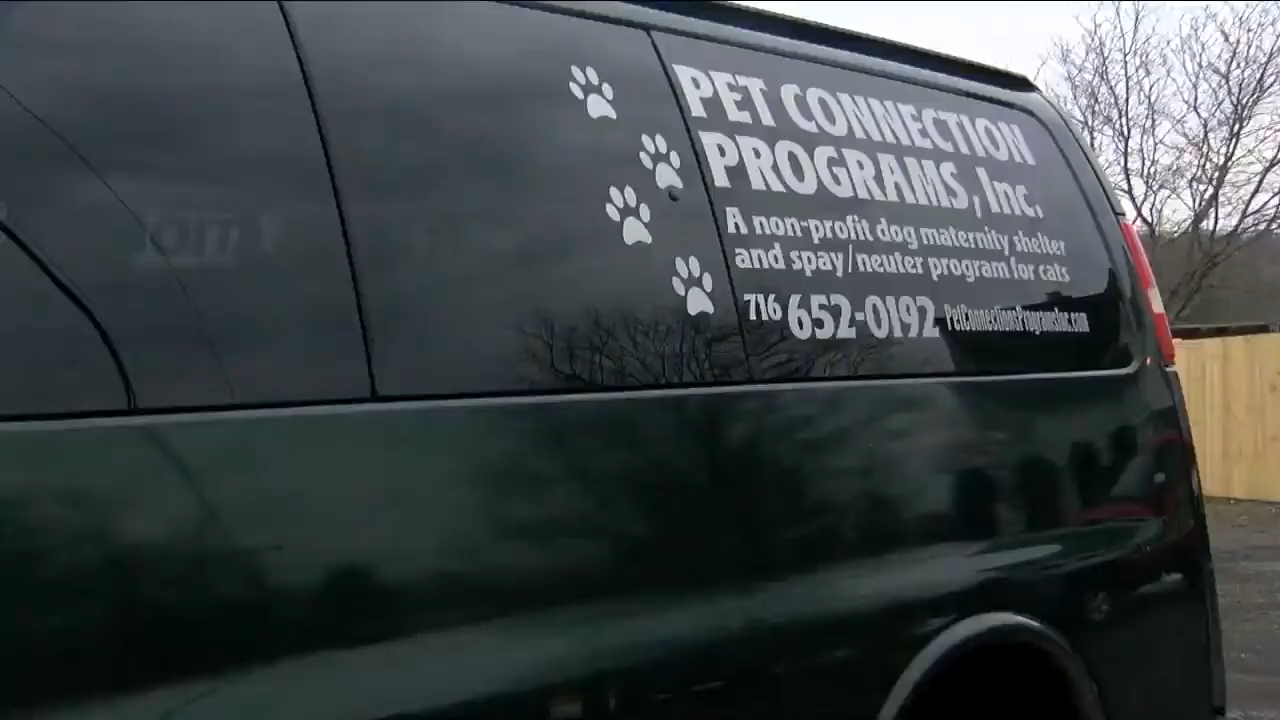 PET CONNECTION
PROGRAMS, Inc.
A non-profit dog maternity shelter
and spay/neuter program for cats
716 652-0192 PetConnectionsProgramsInc.com